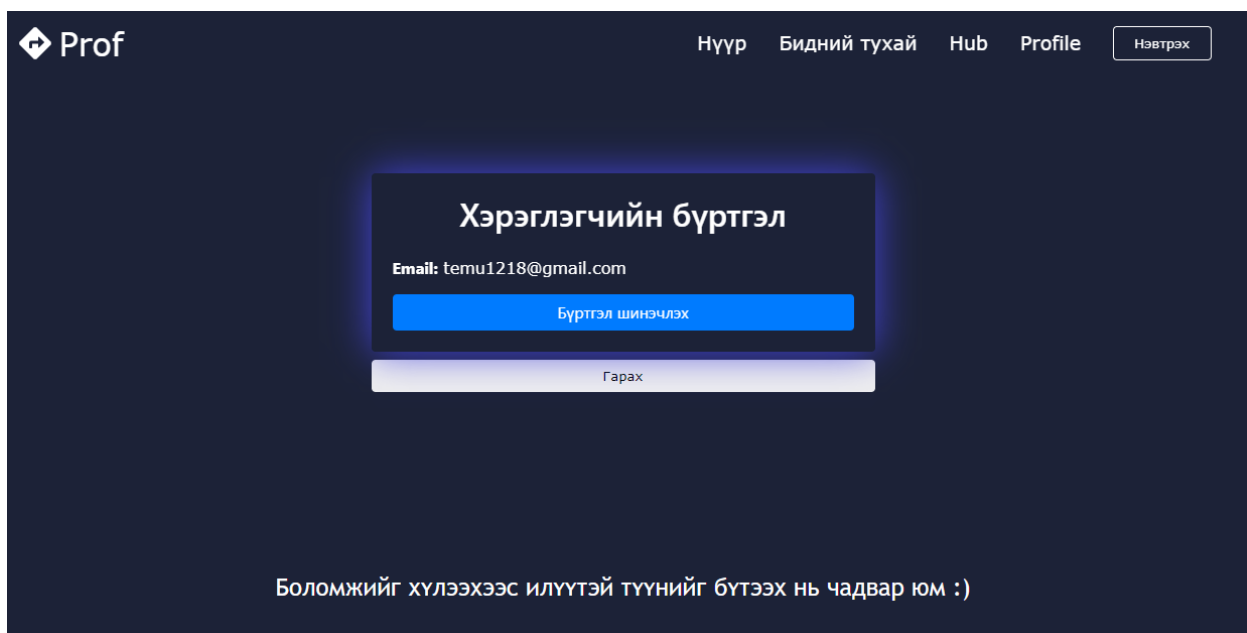 Prof
Нүүр Бидний тухай Hub Profile Нэвтрэх
Хэрэглэгчийн бүртгэл
Email: temu1218@gmail.com
Бүртгэл шинэчлэх
Гарах
Боломжийг хүлээхээс илүүтэй түүнийг бүтээх нь чадвар юм :)